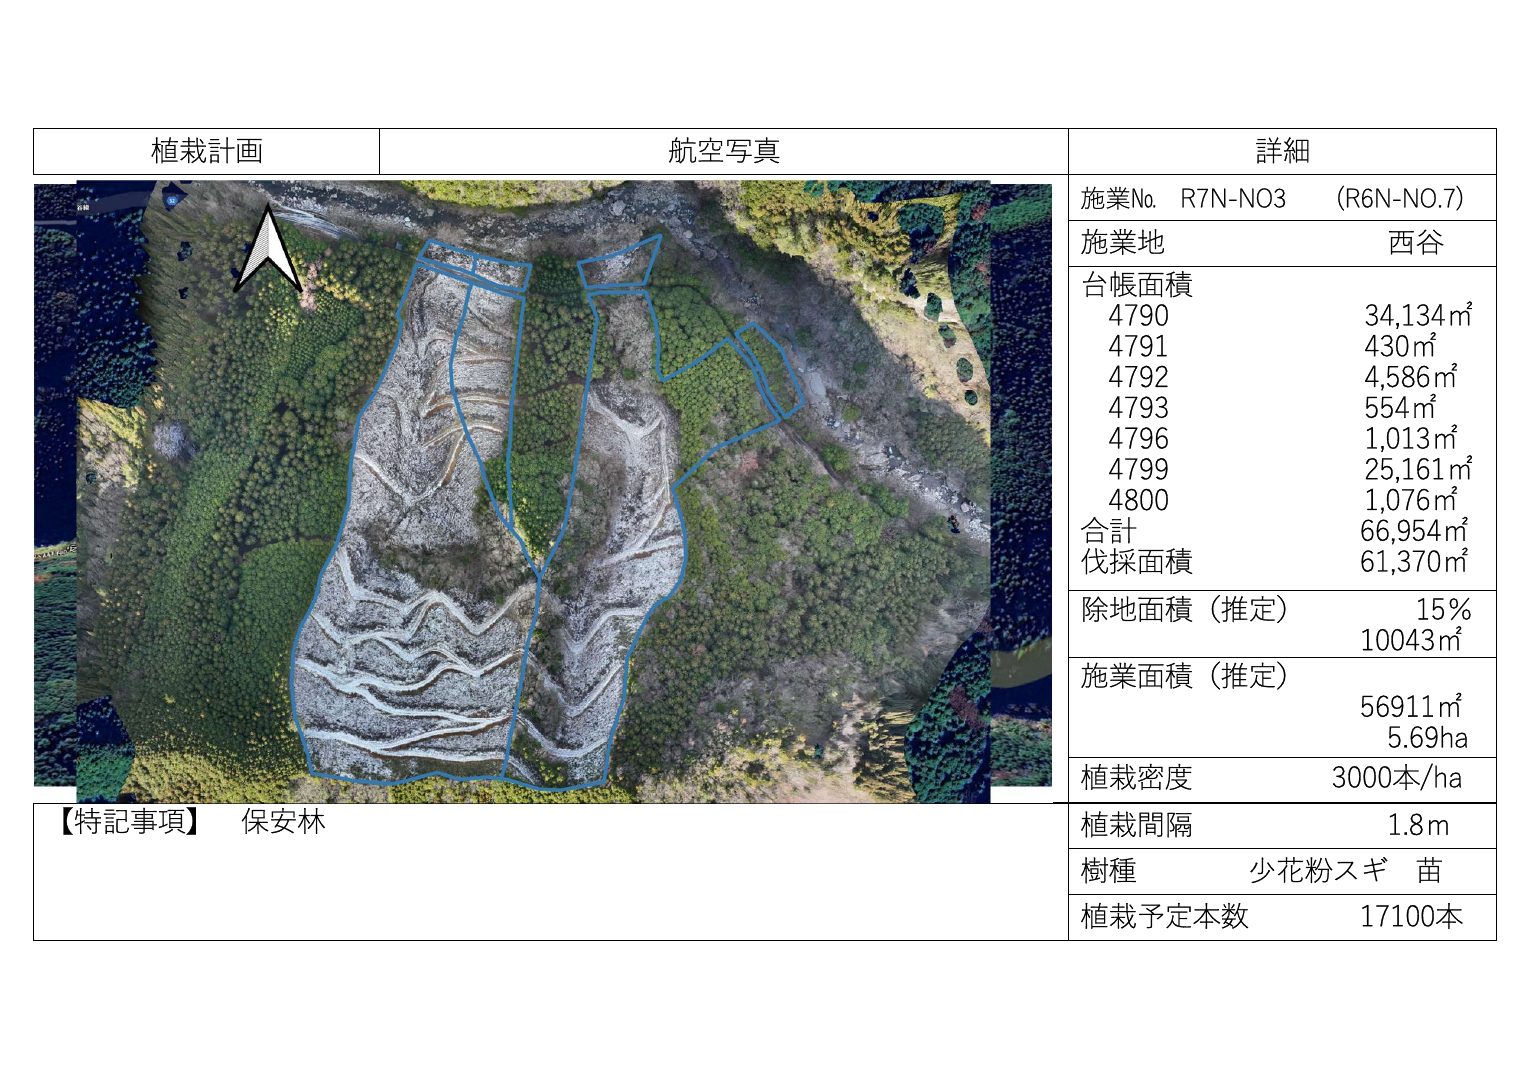 植栽計画 航空写真 詳細
施業№ R7N-NO3 (R6N-NO.7)
施業地 西谷
台帳面積
4790 34,134㎡
4791 430㎡
4792 4,586㎡
4793 554㎡
4796 1,013㎡
4799 25,161㎡
4800 1,076㎡
合計 66,954㎡
伐採面積 61,370㎡
除地面積（推定） 15%
10043㎡
施業面積（推定）
56911㎡
5.69ha
植栽密度 3000本/ha
植栽間隔 1.8m
樹種 少花粉スギ 苗
植栽予定本数 17100本
【特記事項】 保安林